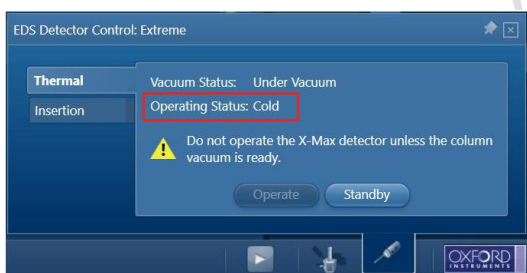 EDS Detector Control: Extreme
Thermal
Insertion
Vacuum Status: Under Vacuum
Operating Status: Cold
Do not operate the X-Max detector unless the column
vacuum is ready.
Operate
Standby
OXFORD
INSTRUMENTS